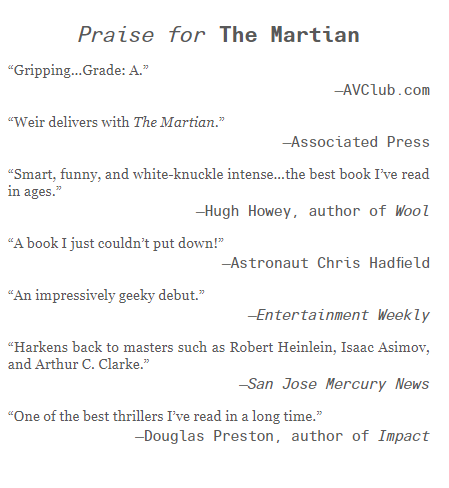 Praise for The Martian
“Gripping...Grade: A.”
—AVClub.com
“Weir delivers with The Martian.”
—Associated Press
“Smart, funny, and white-knuckle intense...the best book I’ve read
in ages.”
—Hugh Howey, author of Wool
“A book I just couldn’t put down!”
—Astronaut Chris Hadfield
“An impressively geeky debut.”
—Entertainment Weekly
“Harkens back to masters such as Robert Heinlein, Isaac Asimov,
and Arthur C. Clarke.”
—San Jose Mercury News
“One of the best thrillers I’ve read in a long time.”
—Douglas Preston, author of Impact